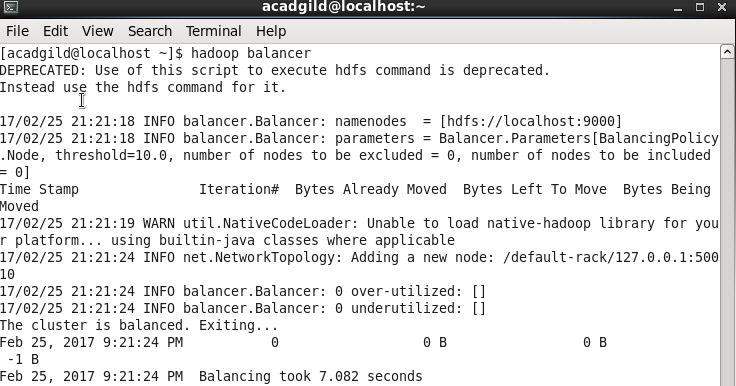 acadgild@localhost:~
File Edit View Search Terminal Help
[acadgild@localhost ~]$ hadoop balancer
DEPRECATED: Use of this script to execute hdfs command is deprecated.
Instead use the hdfs command for it.
17/02/25 21:21:18 INFO balancer.Balancer: namenodes  = [hdfs://localhost:9000]
17/02/25 21:21:18 INFO balancer.Balancer: parameters = Balancer.Parameters[BalancingPolicy
.Node, threshold=10.0, number of nodes to be excluded = 0, number of nodes to be included
= 0]
Time Stamp               Iteration#  Bytes Already Moved  Bytes Left To Move  Bytes Being
Moved
17/02/25 21:21:19 WARN util.NativeCodeLoader: Unable to load native-hadoop library for you
r platform... using builtin-java classes where applicable
17/02/25 21:21:24 INFO net.NetworkTopology: Adding a new node: /default-rack/127.0.0.1:500
10
17/02/25 21:21:24 INFO balancer.Balancer: 0 over-utilized: []
17/02/25 21:21:24 INFO balancer.Balancer: 0 underutilized: []
The cluster is balanced. Exiting...
Feb 25, 2017 9:21:24 PM           0                  0 B                 0 B
 -1 B
Feb 25, 2017 9:21:24 PM  Balancing took 7.082 seconds